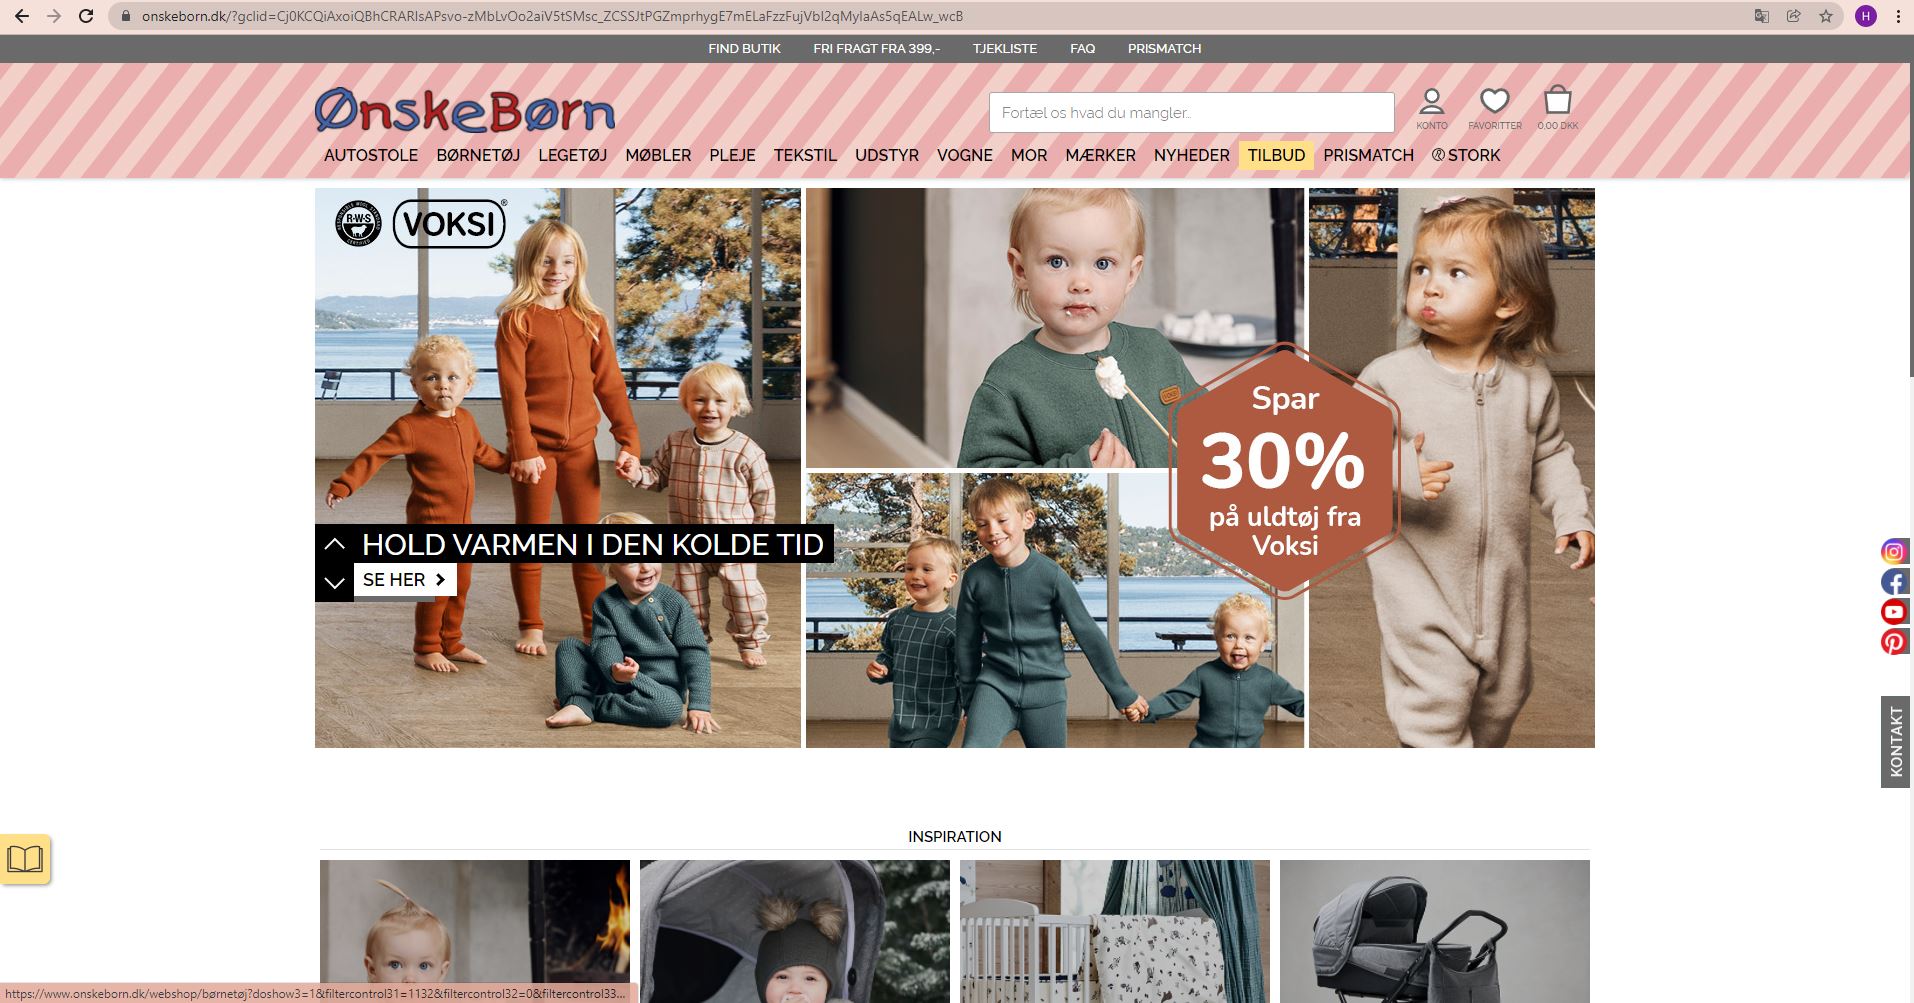 onskeborn.dk/?gclid=Cj0KCQiAxoiQBhCRARIsAPsvo-zMbLvOo2aiV5tSMsc_ZCSSJtPGZmprhygE7mELaFzzFujVbI2qMyIaAs5qEALw_wcB
H
FIND BUTIK FRI FRAGT FRA 399,- TJEKLISTE FAQ PRISMATCH
ØnskeBørn
Fortæl os hvad du mangler..
KONTO FAVORITTER 0,00 DKK
AUTOSTOLE BØRNETØJ LEGETØJ MØBLER PLEJE TEKSTIL UDSTYR VOGNE MOR MÆRKER NYHEDER TILBUD PRISMATCH STORK
R·W·S
CERTIFIED
VOKSI®
Spar
30%
på uldtøj fra
Voksi
HOLD VARMEN I DEN KOLDE TID
SE HER
KONTAKT
INSPIRATION
https://www.onskeborn.dk/webshop/børnetøj?doshow3=1&filtercontrol31=1132&filtercontrol32=0&filtercontrol33...